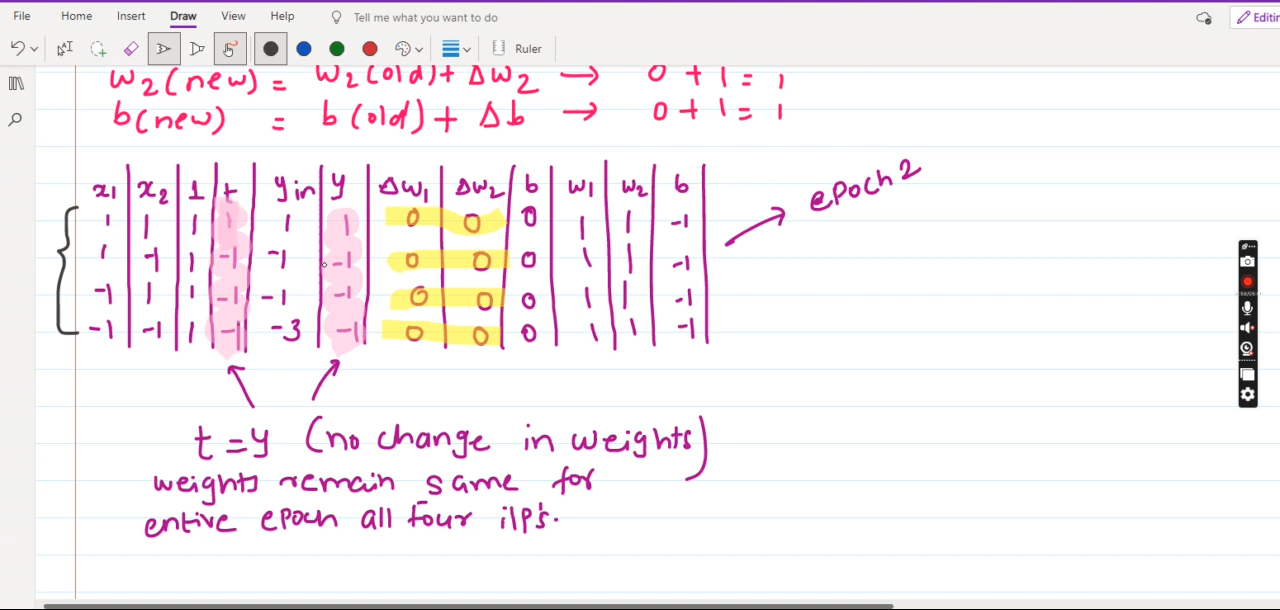 File Home Insert Draw View Help Tell me what you want to do Editin
Ruler
w2(new) = w2(old) + Δw2 → 0 + 1 = 1
b(new) = b(old) + Δb → 0 + 1 = 1
x1 x2 1 t yin y Δw1 Δw2 b w1 w2 b
1 1 1 1 1 1 0 0 0 1 1 -1
1 -1 1 -1 -1 -1 0 0 0 1 1 -1
-1 1 1 -1 -1 -1 0 0 0 1 1 -1
-1 -1 1 -1 -3 -1 0 0 0 1 1 -1
→ epoch 2
t = y (no change in weights)
weights remain same for
entire epoch all four i/p's.